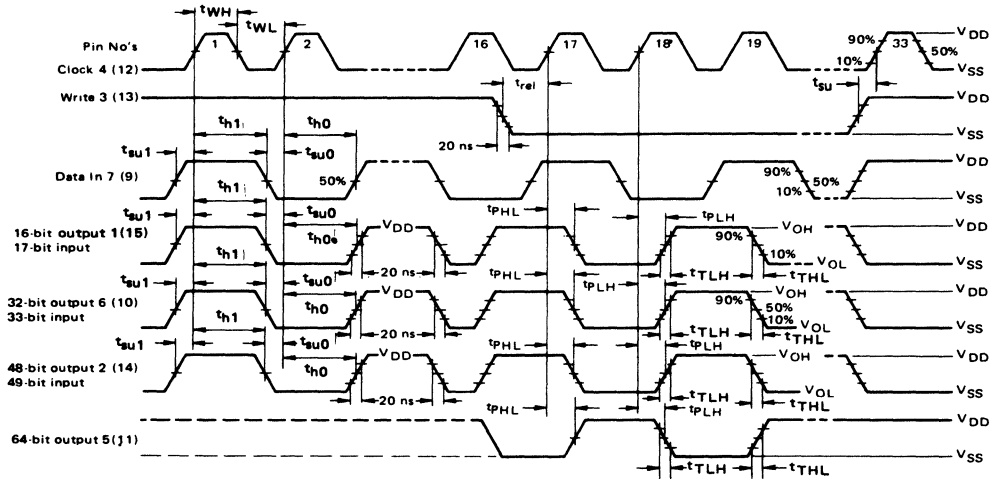 tWH
tWL
Pin No's
Clock 4 (12)
1 2 16 17 18 19 33
90%
10%
90%
10%
50%
VDD
VSS
trel
tsu
Write 3 (13)
20 ns
VDD
VSS
th1 th0
tsu1 tsu0
Data In 7 (9)
50%
90%
10%
50%
VDD
VSS
th1
tsu1 tsu0 tPHL tPLH
16-bit output 1(15)
17-bit input
th0
VDD
20 ns
90%
10%
VOH
VOL
VDD
VSS
th1
tsu1 tsu0 tPHL tPLH tTLH tTHL
32-bit output 6 (10)
33-bit input
th0
VDD
20 ns
90%
50%
10%
VOH
VOL
VDD
VSS
th1
tsu1 tsu0 tPHL tPLH tTLH tTHL
48-bit output 2 (14)
49-bit input
th0
VDD
20 ns
VOH
VOL
VDD
VSS
tPHL tPLH tTLH tTHL
64-bit output 5(11)
VDD
VSS
tTLH tTHL